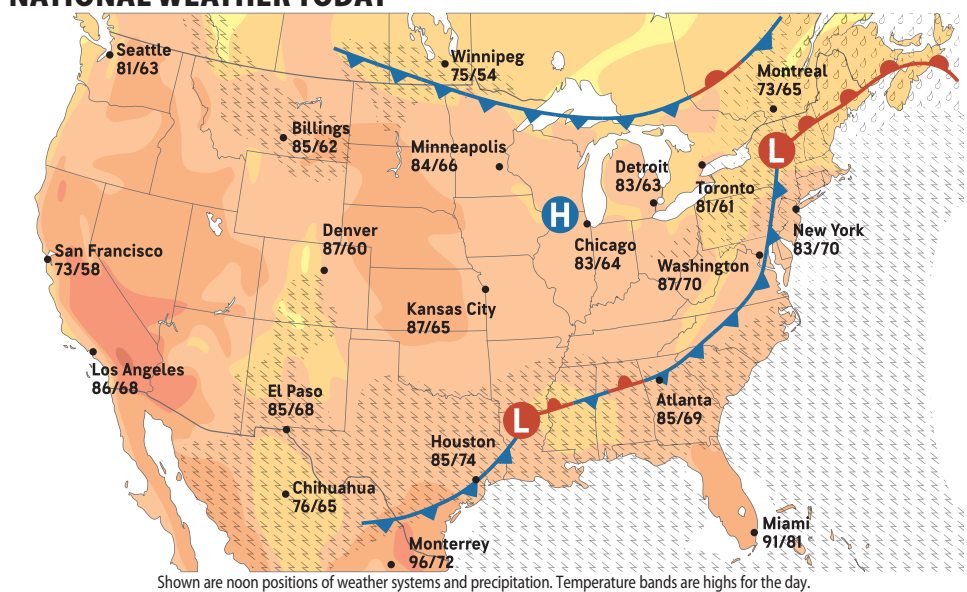 NATIONAL WEATHER TODAY
Seattle
81/63
Winnipeg
75/54
Montreal
73/65
Billings
85/62
Minneapolis
84/66
Detroit
83/63
L
Toronto
81/61
H
San Francisco
73/58
Denver
87/60
Chicago
83/64
New York
83/70
Washington
87/70
Kansas City
87/65
Los Angeles
86/68
El Paso
85/68
Atlanta
85/69
L
Houston
85/74
Chihuahua
76/65
Miami
91/81
Monterrey
96/72
Shown are noon positions of weather systems and precipitation. Temperature bands are highs for the day.